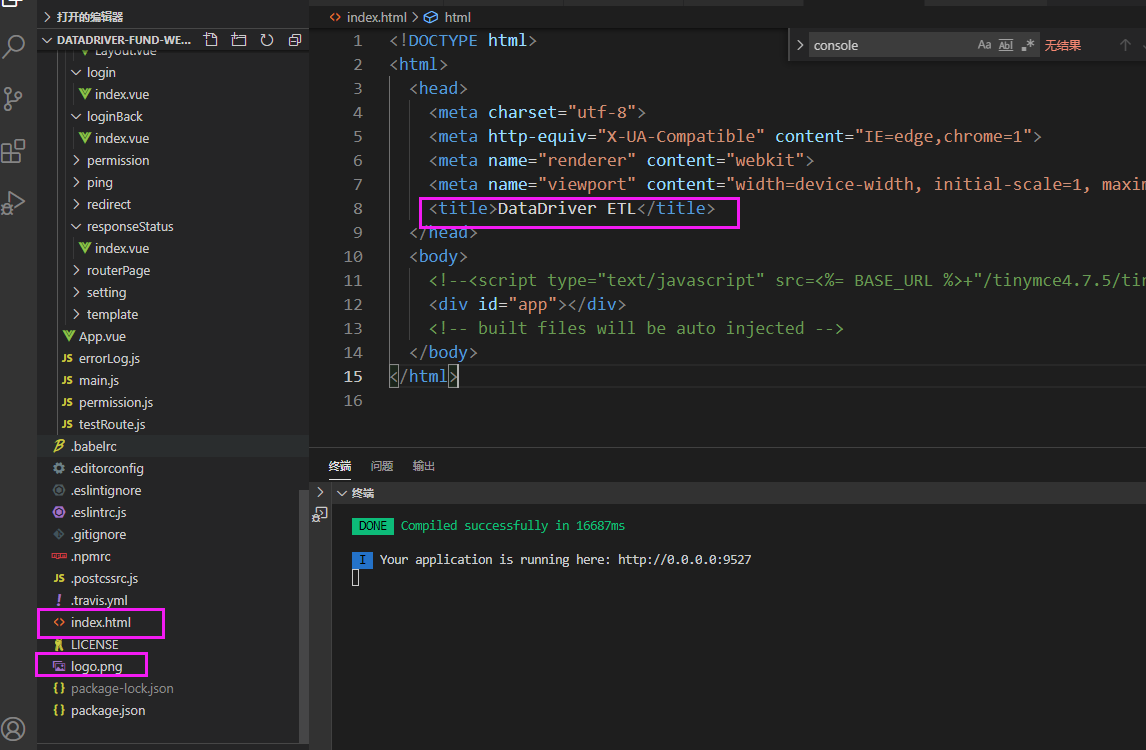 打开的编辑器
DATADRIVER-FUND-WE...
Layout.vue
login
index.vue
loginBack
index.vue
permission
ping
redirect
responseStatus
index.vue
routerPage
setting
template
App.vue
JS errorLog.js
JS main.js
JS permission.js
JS testRoute.js
.babelrc
.editorconfig
.eslintignore
.eslintrc.js
.gitignore
.npmrc
JS .postcssrc.js
! .travis.yml
<> index.html
LICENSE
logo.png
{} package-lock.json
{} package.json
<> index.html > html
console Aa Abl .* 无结果
1 <!DOCTYPE html>
2 <html>
3 <head>
4 <meta charset="utf-8">
5 <meta http-equiv="X-UA-Compatible" content="IE=edge,chrome=1">
6 <meta name="renderer" content="webkit">
7 <meta name="viewport" content="width=device-width, initial-scale=1, maxim
8 <title>DataDriver ETL</title>
9 </head>
10 <body>
11 <!--<script type="text/javascript" src=<%= BASE_URL %>+"/tinymce4.7.5/tin
12 <div id="app"></div>
13 <!-- built files will be auto injected -->
14 </body>
15 </html>
16
终端 问题 输出
终端
DONE Compiled successfully in 16687ms
I Your application is running here: http://0.0.0.0:9527